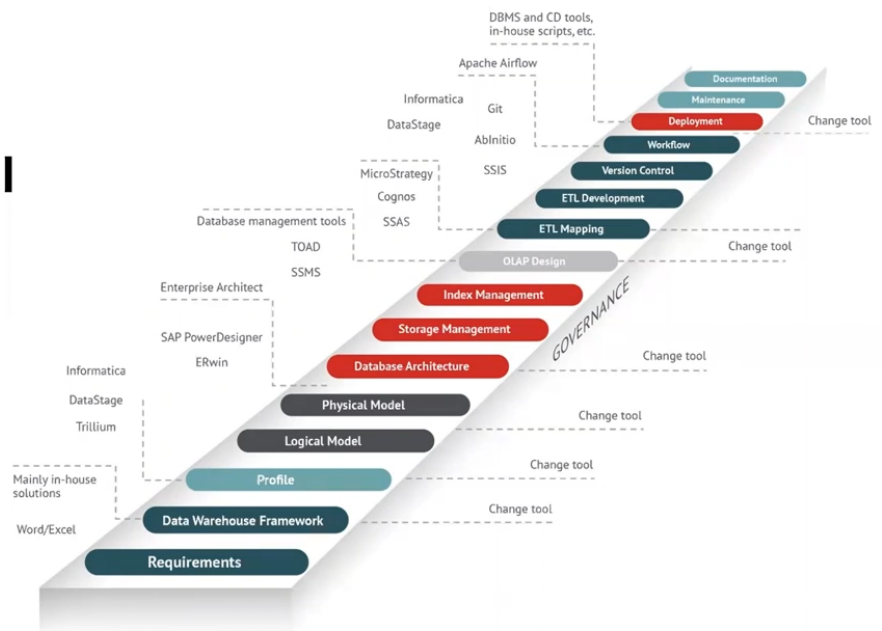 DBMS and CD tools,
in-house scripts, etc.
Apache Airflow
Informatica
Git
DataStage
AbInitio
SSIS
MicroStrategy
Cognos
SSAS
Database management tools
TOAD
SSMS
Enterprise Architect
SAP PowerDesigner
ERwin
Informatica
DataStage
Trillium
Mainly in-house
solutions
Word/Excel
Documentation
Maintenance
Deployment
Workflow
Version Control
ETL Development
ETL Mapping
OLAP Design
Index Management
Storage Management
Database Architecture
Physical Model
Logical Model
Profile
Data Warehouse Framework
Requirements
GOVERNANCE
Change tool
Change tool
Change tool
Change tool
Change tool
Change tool